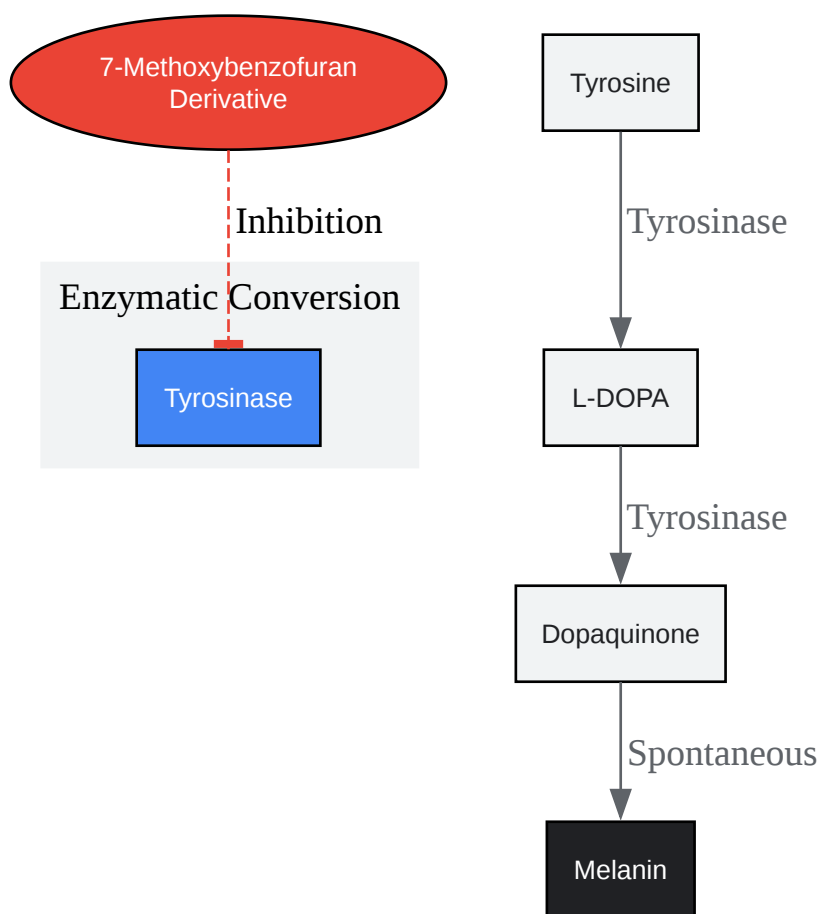 7-Methoxybenzofuran
Derivative
Inhibition
Enzymatic Conversion
Tyrosinase
Tyrosine
Tyrosinase
L-DOPA
Tyrosinase
Dopaquinone
Spontaneous
Melanin